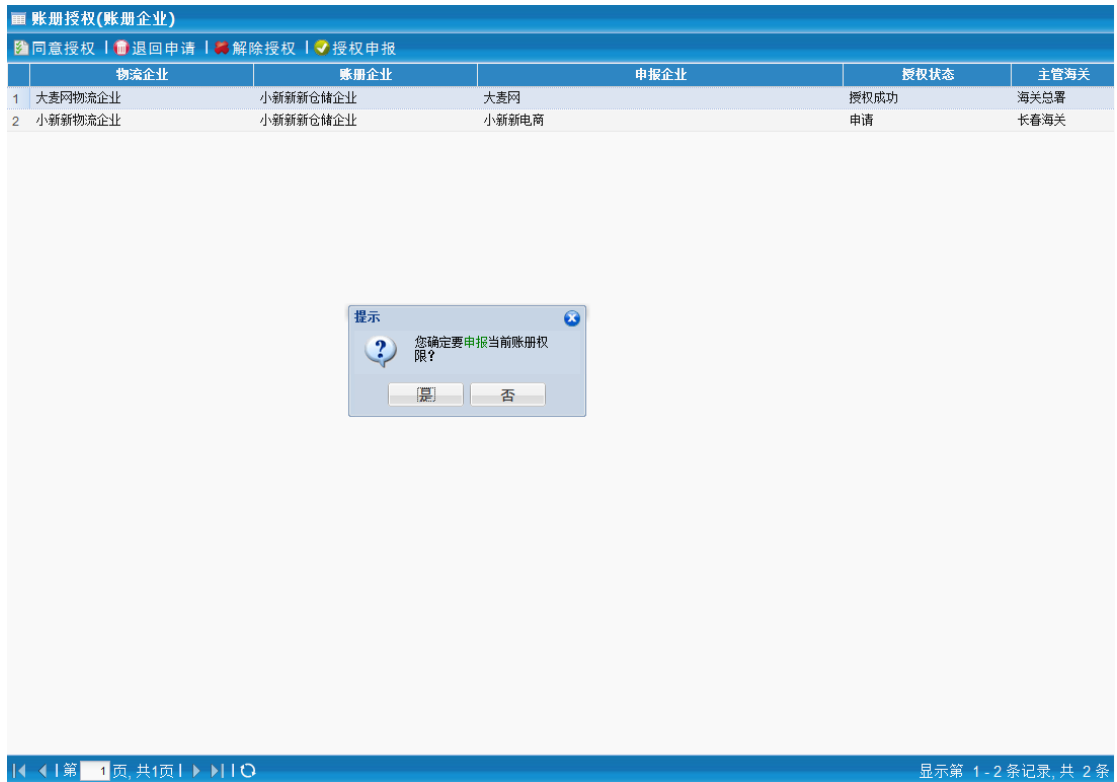 账册授权(账册企业)
同意授权 | 退回申请 | 解除授权 | 授权申报
物流企业 账册企业 申报企业 授权状态 主管海关
1 大麦网物流企业 小新新新仓储企业 大麦网 授权成功 海关总署
2 小新新物流企业 小新新新仓储企业 小新新电商 申请 长春海关
提示
您确定要申报当前账册权
限?
是 否
第 1 页,共1页 显示第 1 - 2 条记录,共 2 条